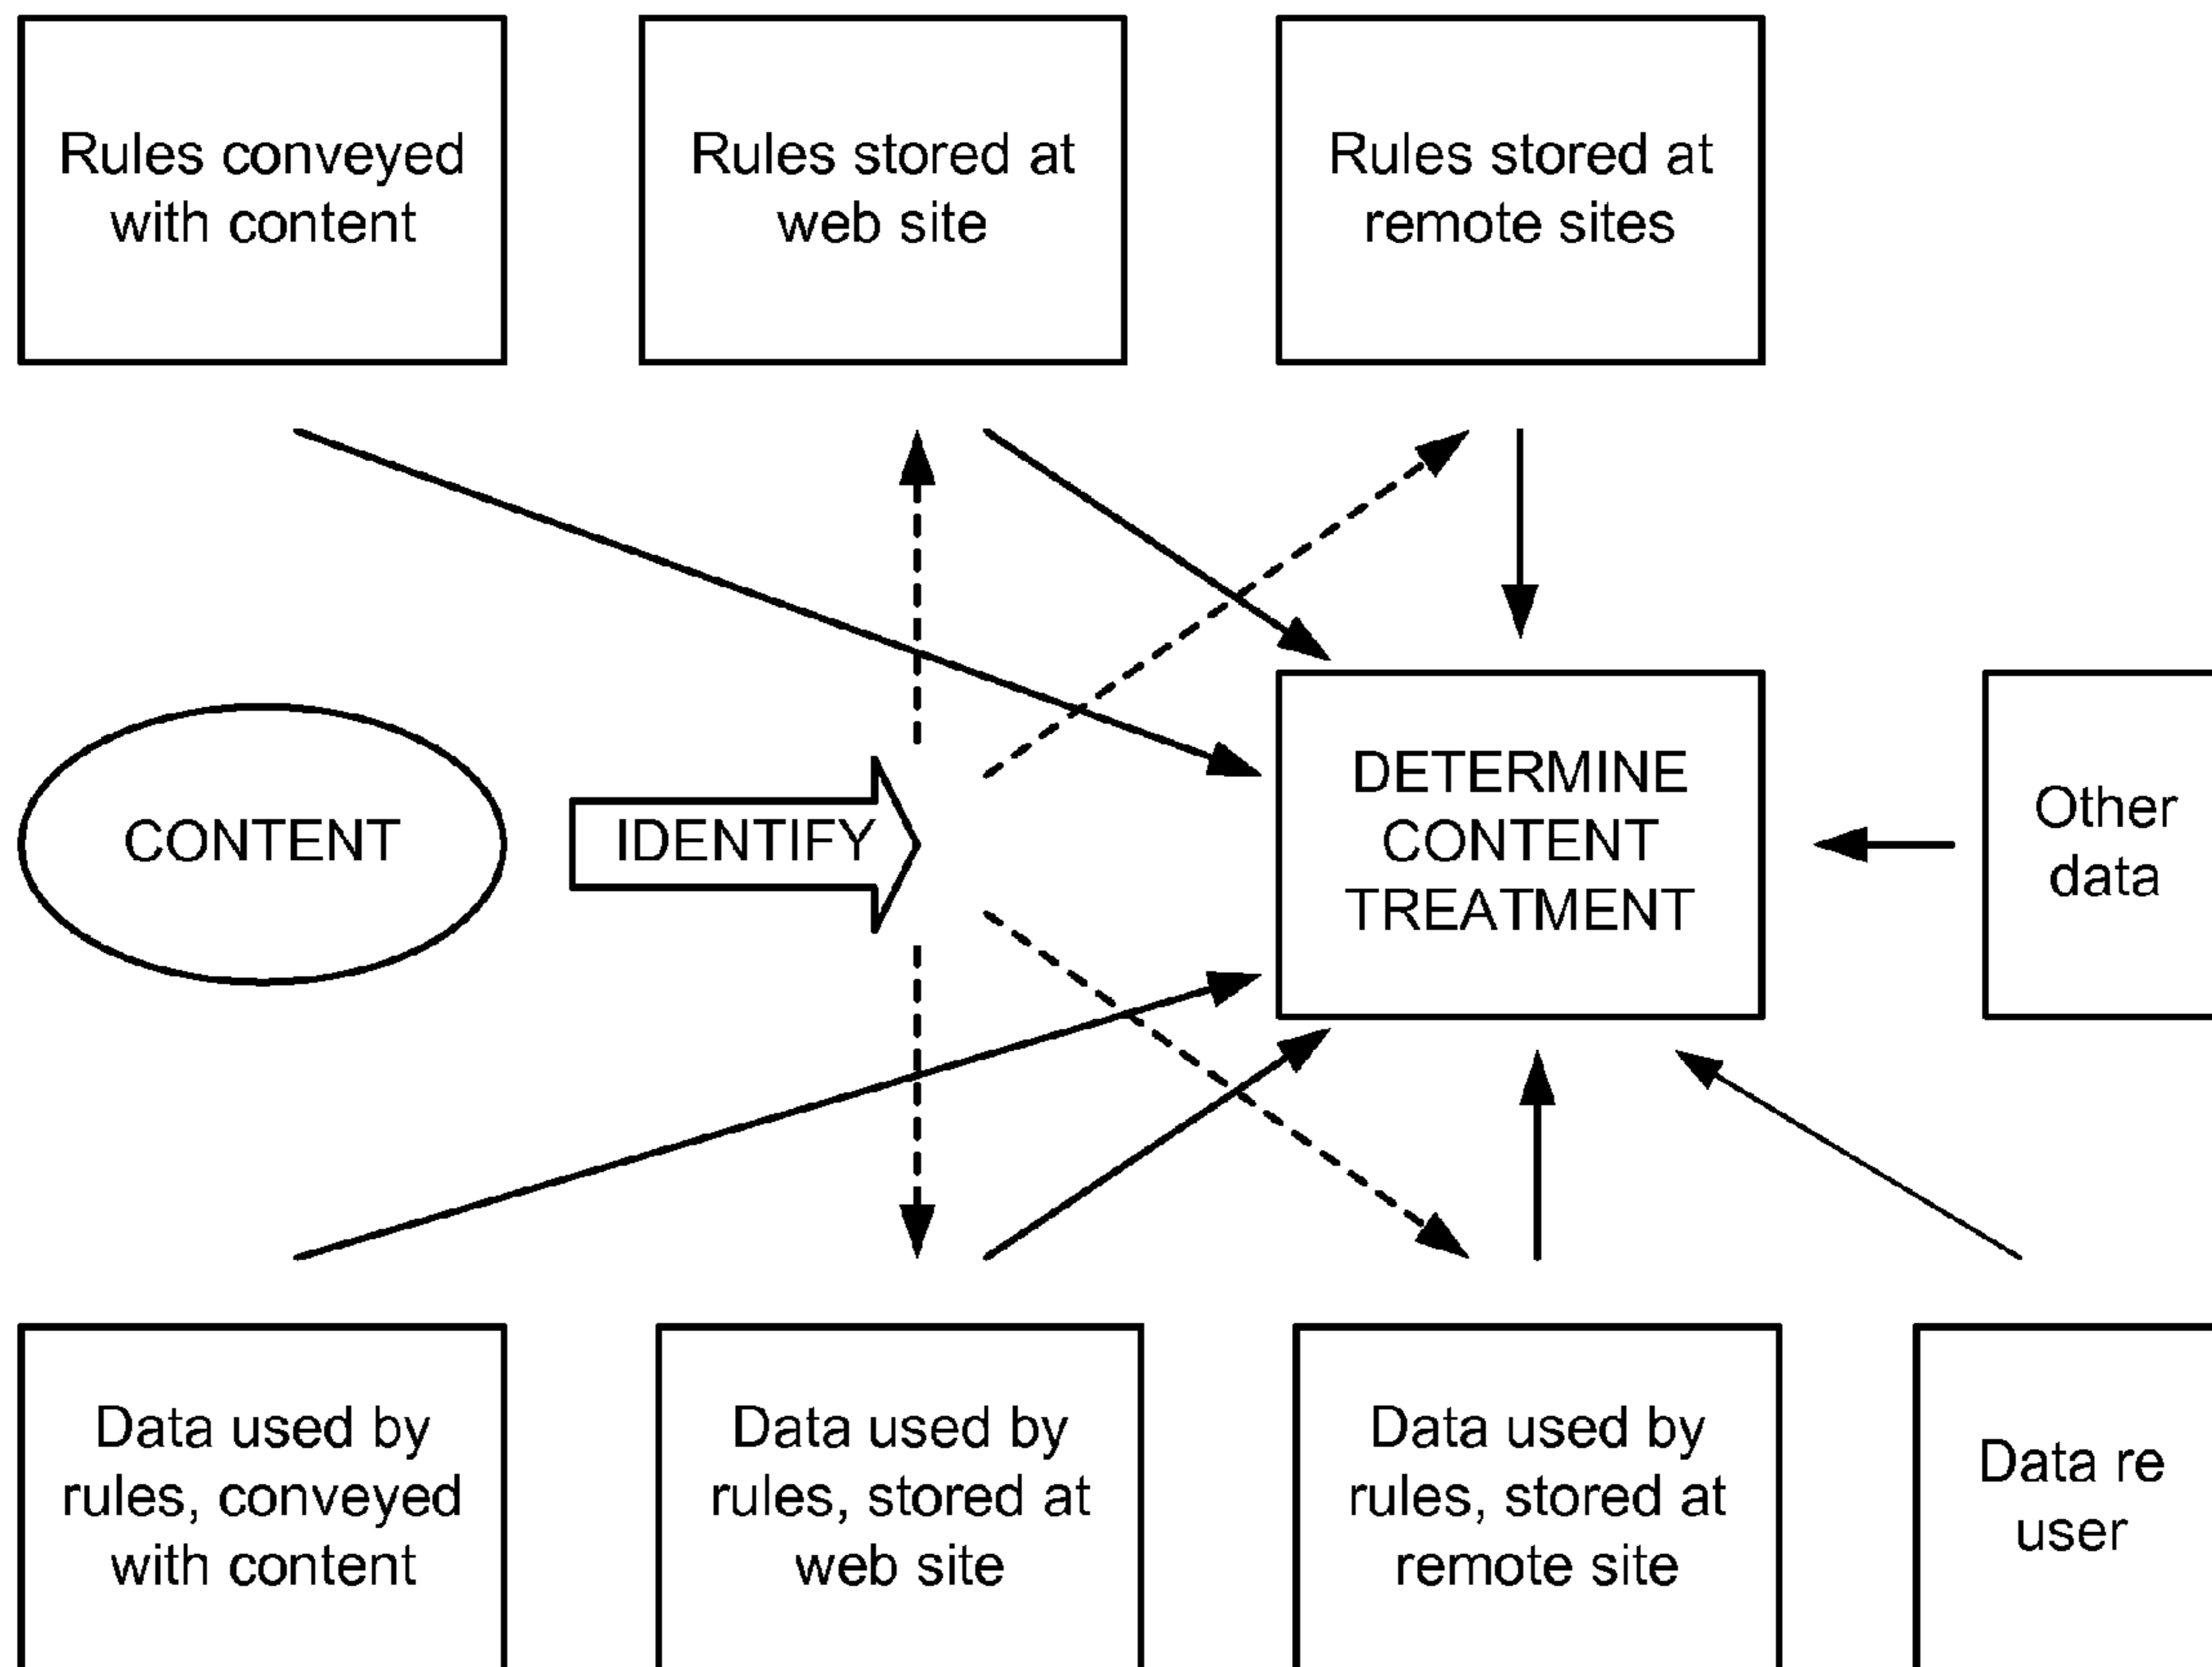 Rules conveyed
with content
Rules stored at
web site
Rules stored at
remote sites
CONTENT
IDENTIFY
DETERMINE
CONTENT
TREATMENT
Other
data
Data used by
rules, conveyed
with content
Data used by
rules, stored at
web site
Data used by
rules, stored at
remote site
Data re
user